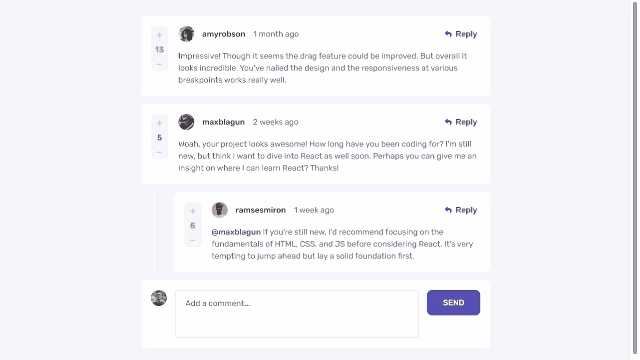 amyrobson 1 month ago Reply
+
13
−
Impressive! Though it seems the drag feature could be improved. But overall it
looks incredible. You've nailed the design and the responsiveness at various
breakpoints works really well.
maxblagun 2 weeks ago Reply
+
5
−
Woah, your project looks awesome! How long have you been coding for? I'm still
new, but think I want to dive into React as well soon. Perhaps you can give me an
insight on where I can learn React? Thanks!
ramsesmiron 1 week ago Reply
+
−
@maxblagun If you're still new, I'd recommend focusing on the
fundamentals of HTML, CSS, and JS before considering React. It's very
tempting to jump ahead but lay a solid foundation first.
Add a comment...
SEND